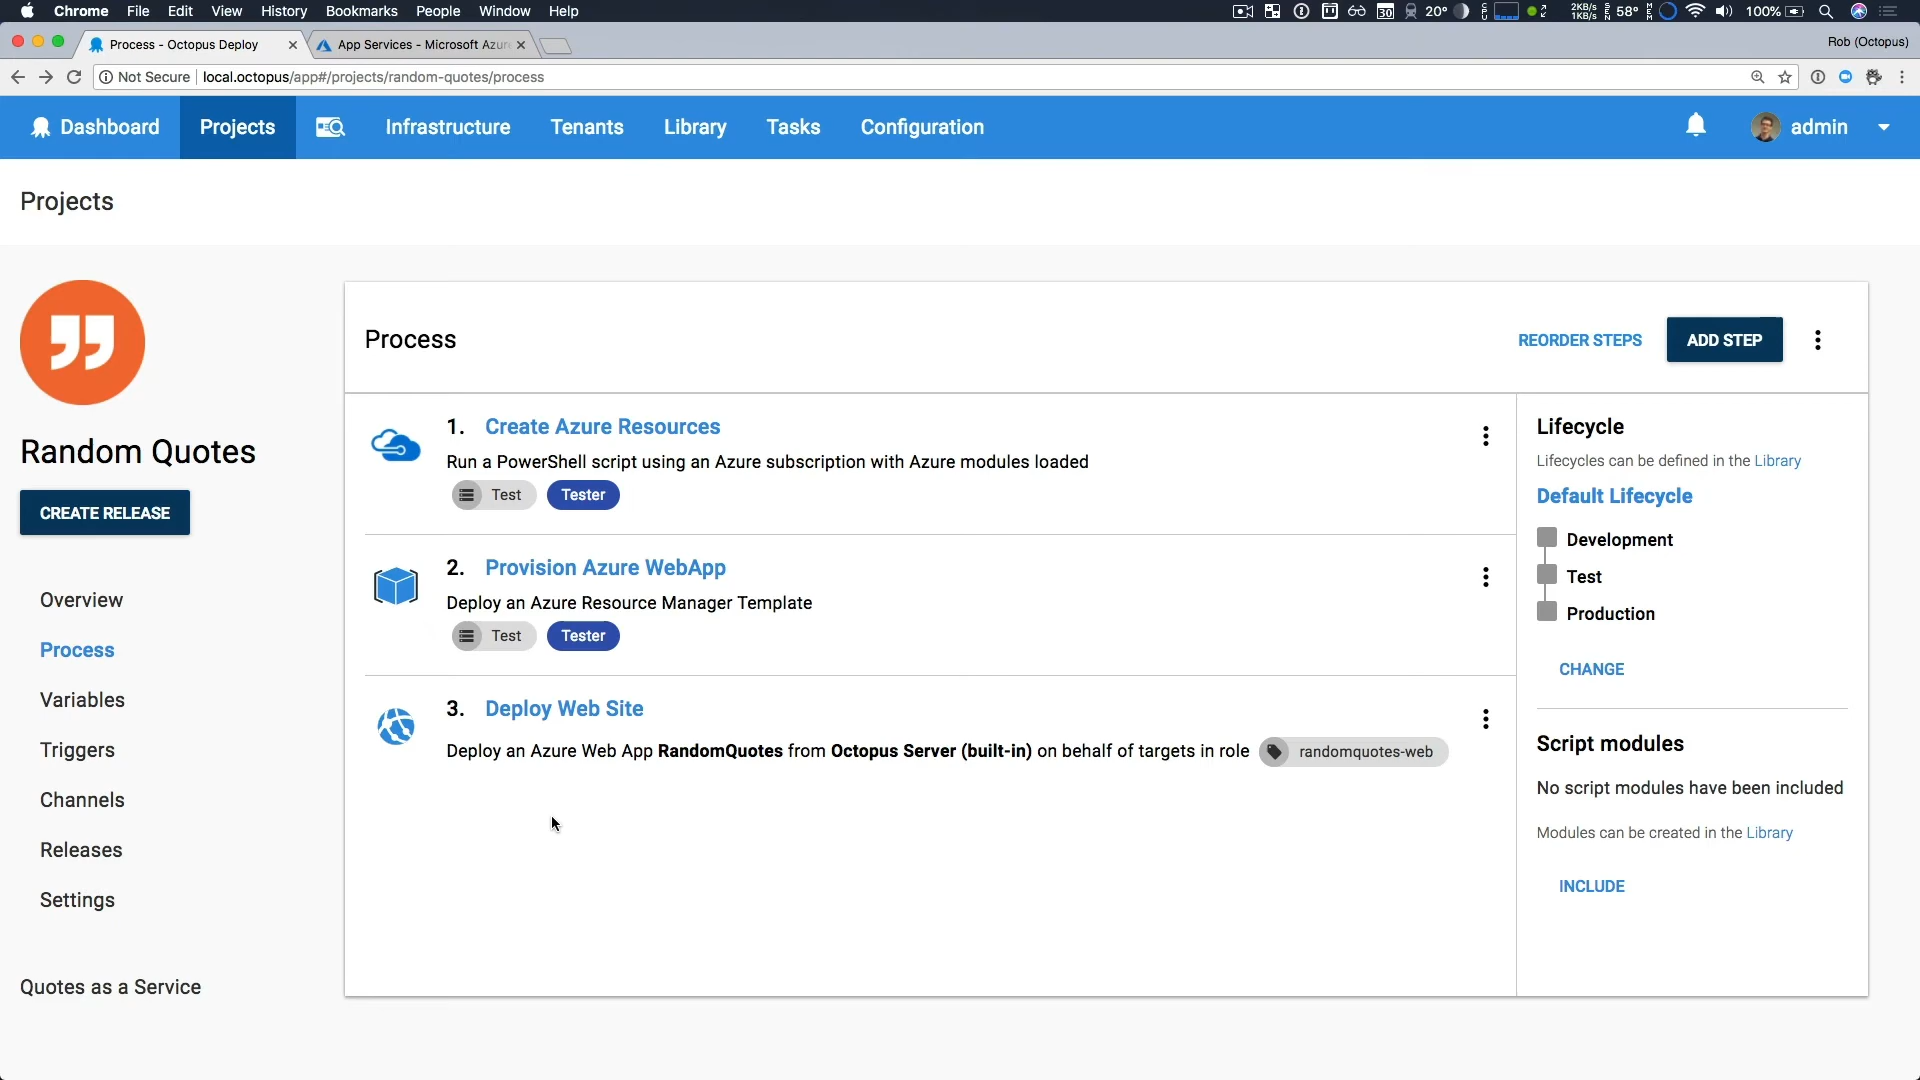 Chrome File Edit View History Bookmarks People Window Help 30 20° 2KB/s 1KB/s 58° 100%
Process - Octopus Deploy App Services - Microsoft Azur Rob (Octopus)
Not Secure local.octopus/app#/projects/random-quotes/process
Dashboard Projects Infrastructure Tenants Library Tasks Configuration admin
Projects
Random Quotes
CREATE RELEASE
Overview
Process
Variables
Triggers
Channels
Releases
Settings
Quotes as a Service
Process REORDER STEPS ADD STEP
1. Create Azure Resources
Run a PowerShell script using an Azure subscription with Azure modules loaded
Test Tester
2. Provision Azure WebApp
Deploy an Azure Resource Manager Template
Test Tester
3. Deploy Web Site
Deploy an Azure Web App RandomQuotes from Octopus Server (built-in) on behalf of targets in role randomquotes-web
Lifecycle
Lifecycles can be defined in the Library
Default Lifecycle
Development
Test
Production
CHANGE
Script modules
No script modules have been included
Modules can be created in the Library
INCLUDE